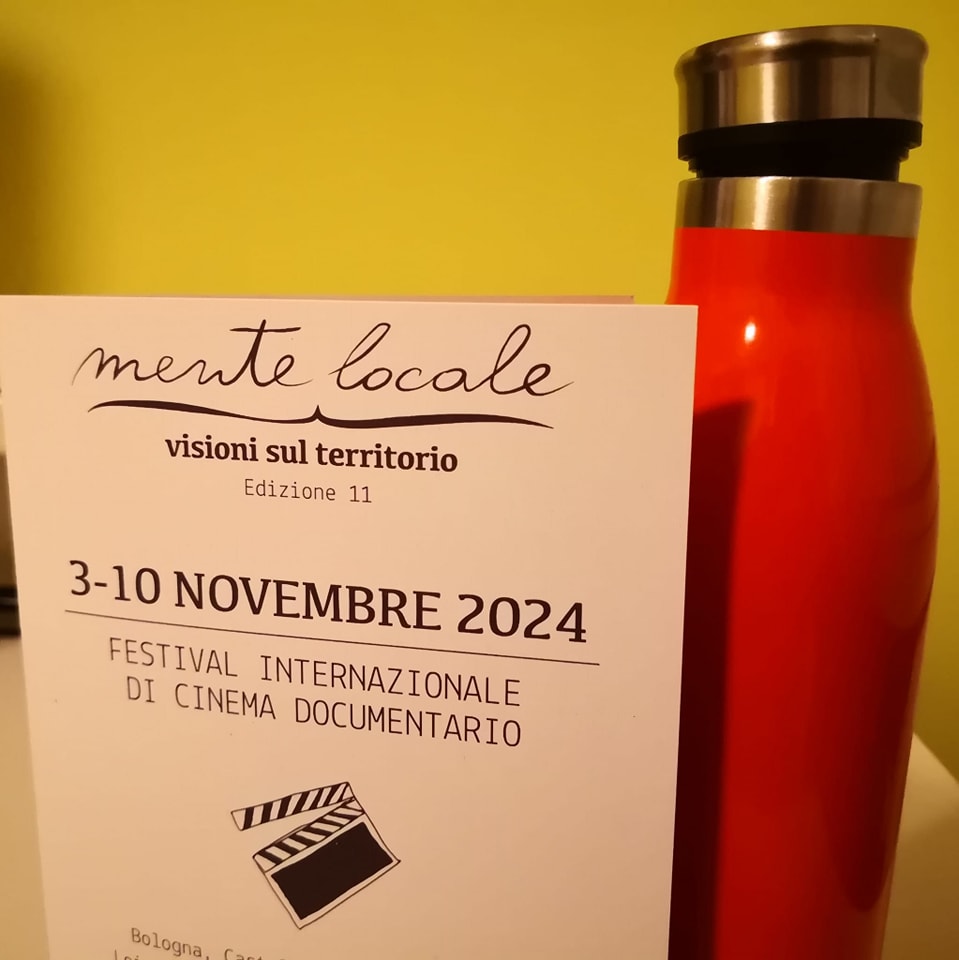 mente locale
visioni sul territorio
Edizione 11
3-10 NOVEMBRE 2024
FESTIVAL INTERNAZIONALE
DI CINEMA DOCUMENTARIO
Bologna,